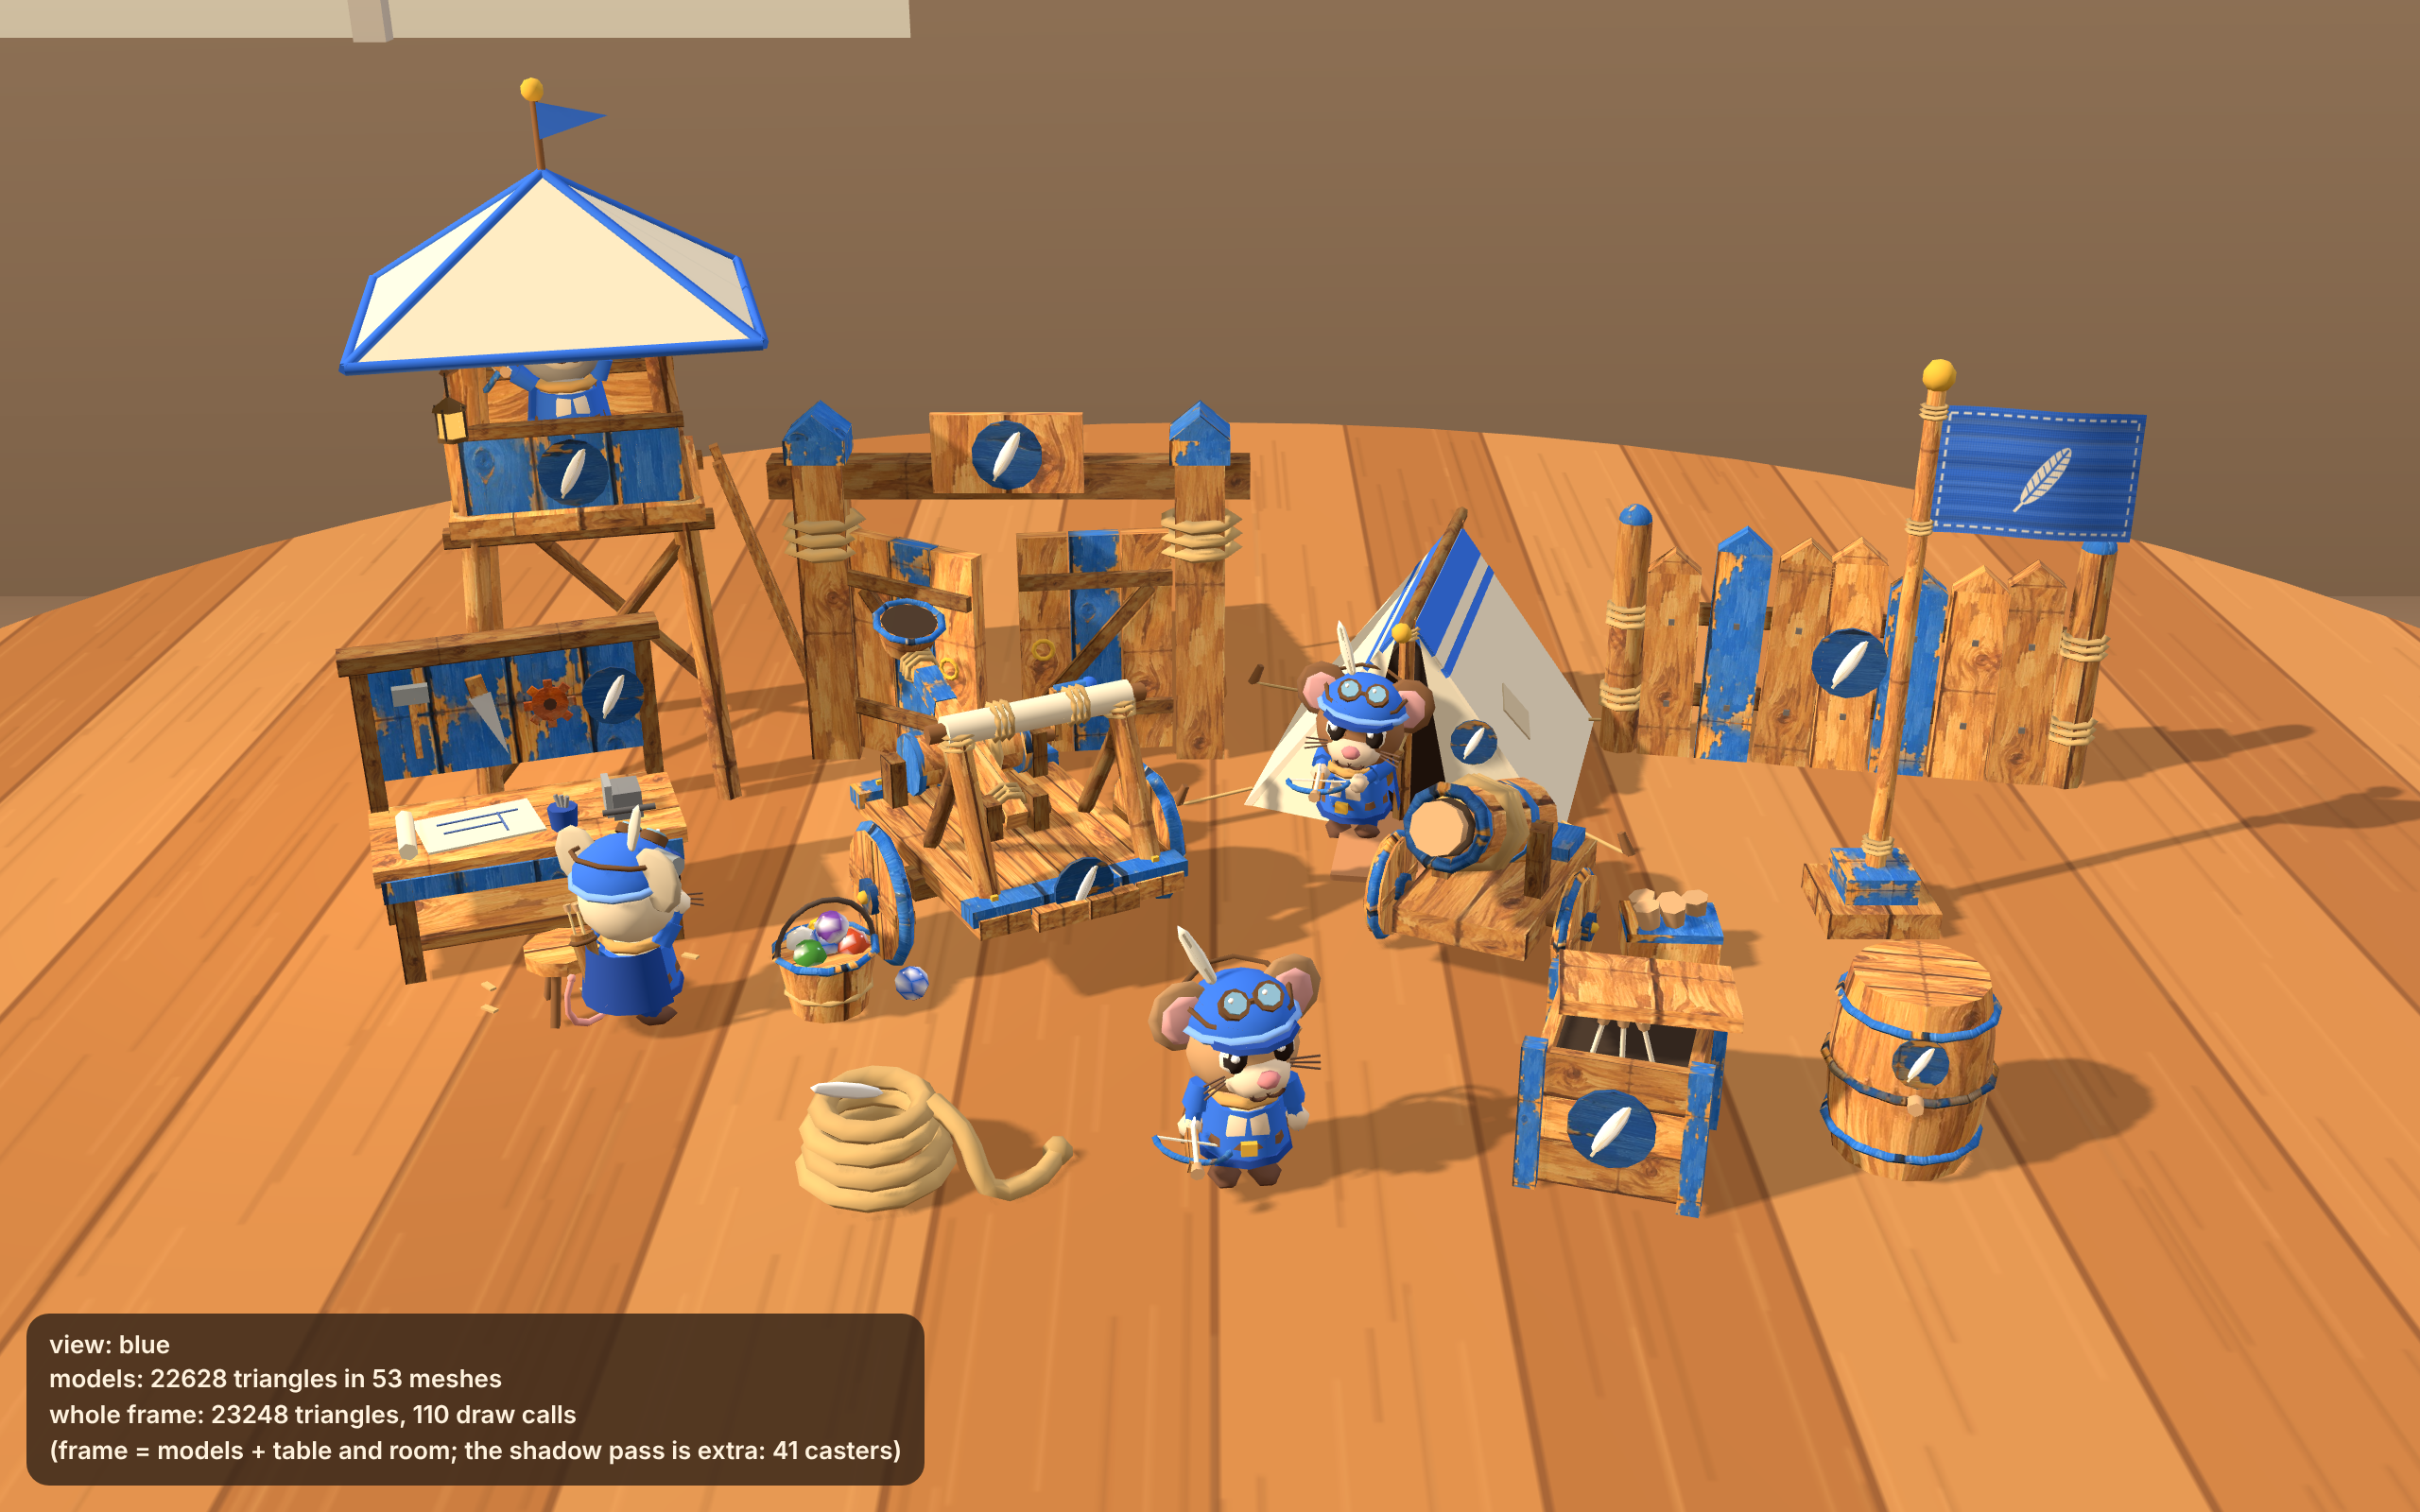 view: blue
models: 22628 triangles in 53 meshes
whole frame: 23248 triangles, 110 draw calls
(frame = models + table and room; the shadow pass is extra: 41 casters)